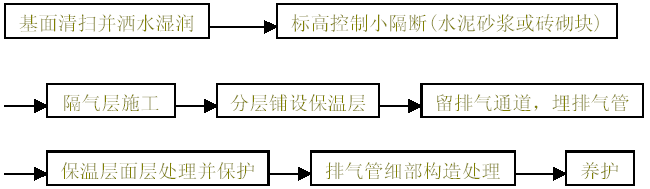 基面清扫并洒水湿润 标高控制小隔断(水泥砂浆或砖砌块)
隔气层施工 分层铺设保温层 留排气通道，埋排气管
保温层面层处理并保护 排气管细部构造处理 养护